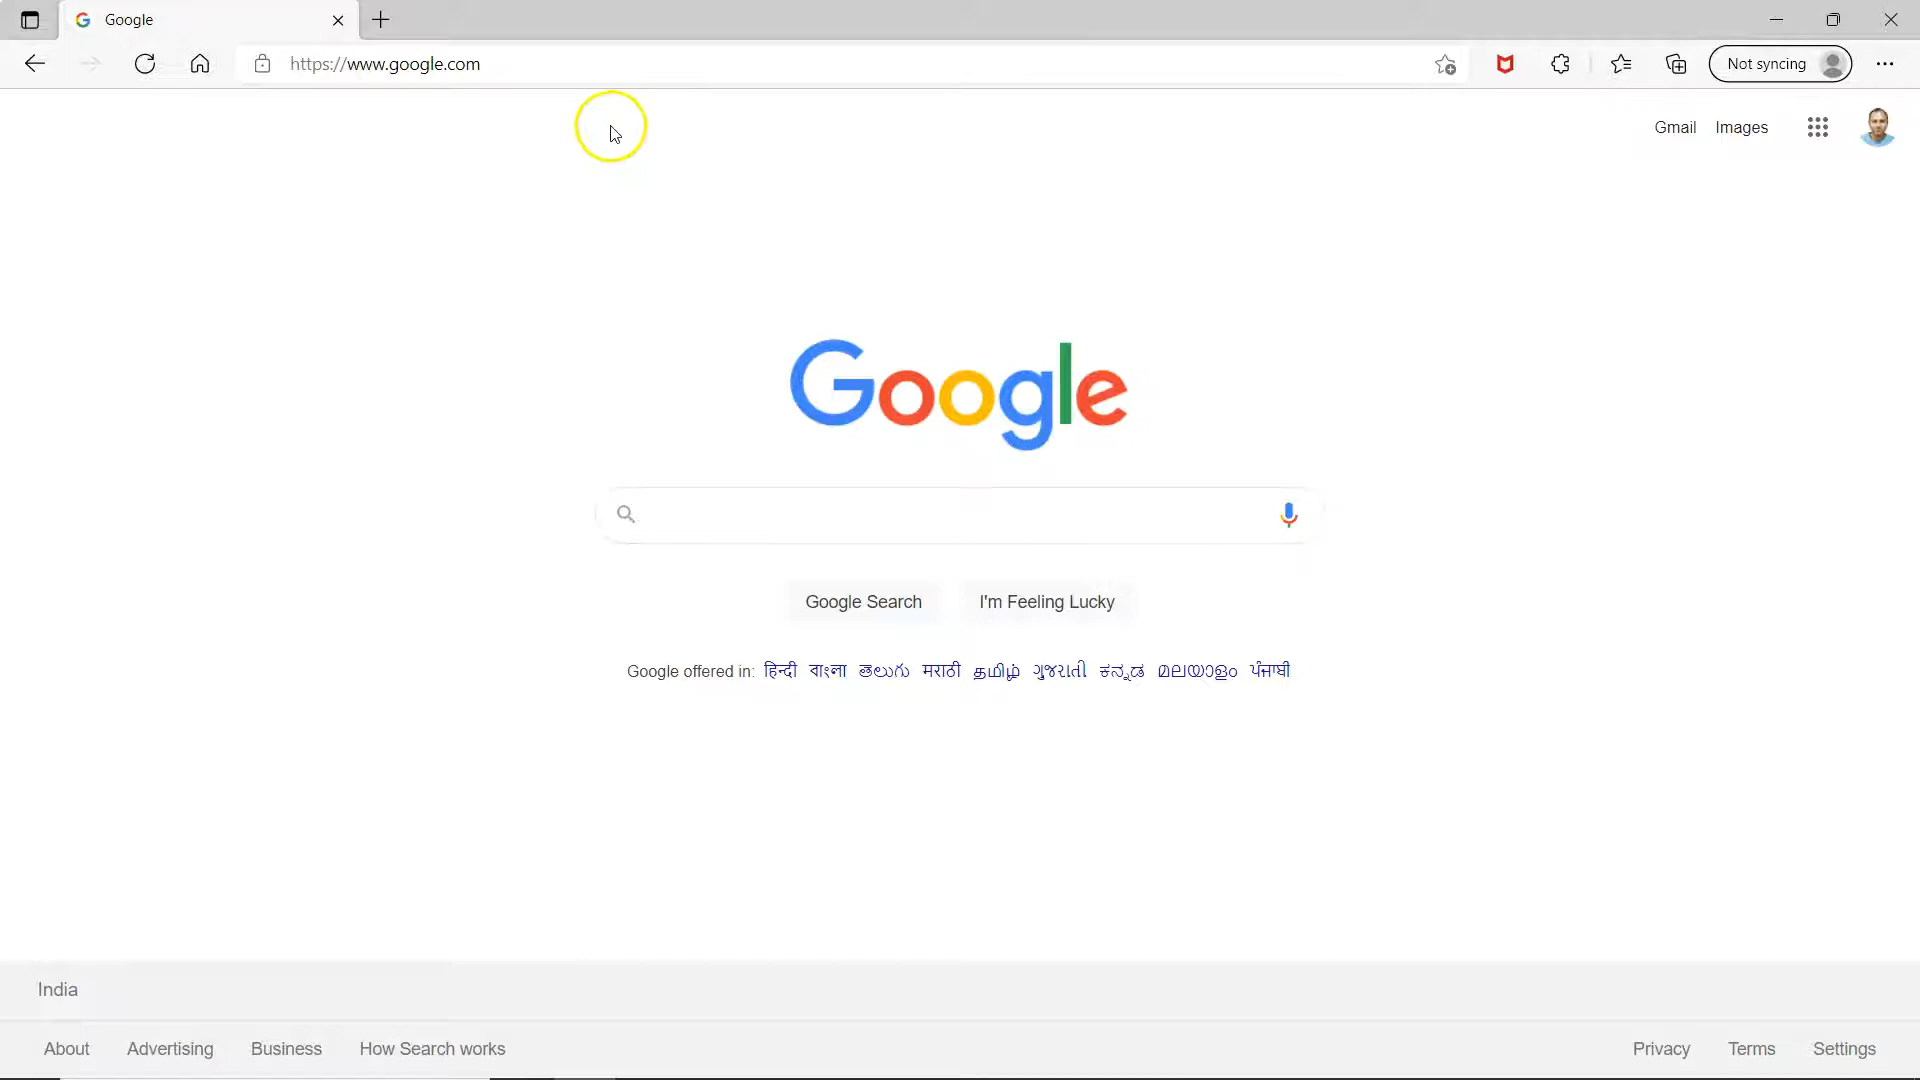 Google
https://www.google.com
Not syncing
Gmail Images
Google
Google Search I'm Feeling Lucky
Google offered in: हिन्दी বাংলা తెలుగు मराठी தமிழ் ગુજરાતી ಕನ್ನಡ മലയാളം ਪੰਜਾਬੀ
India
About Advertising Business How Search works Privacy Terms Settings